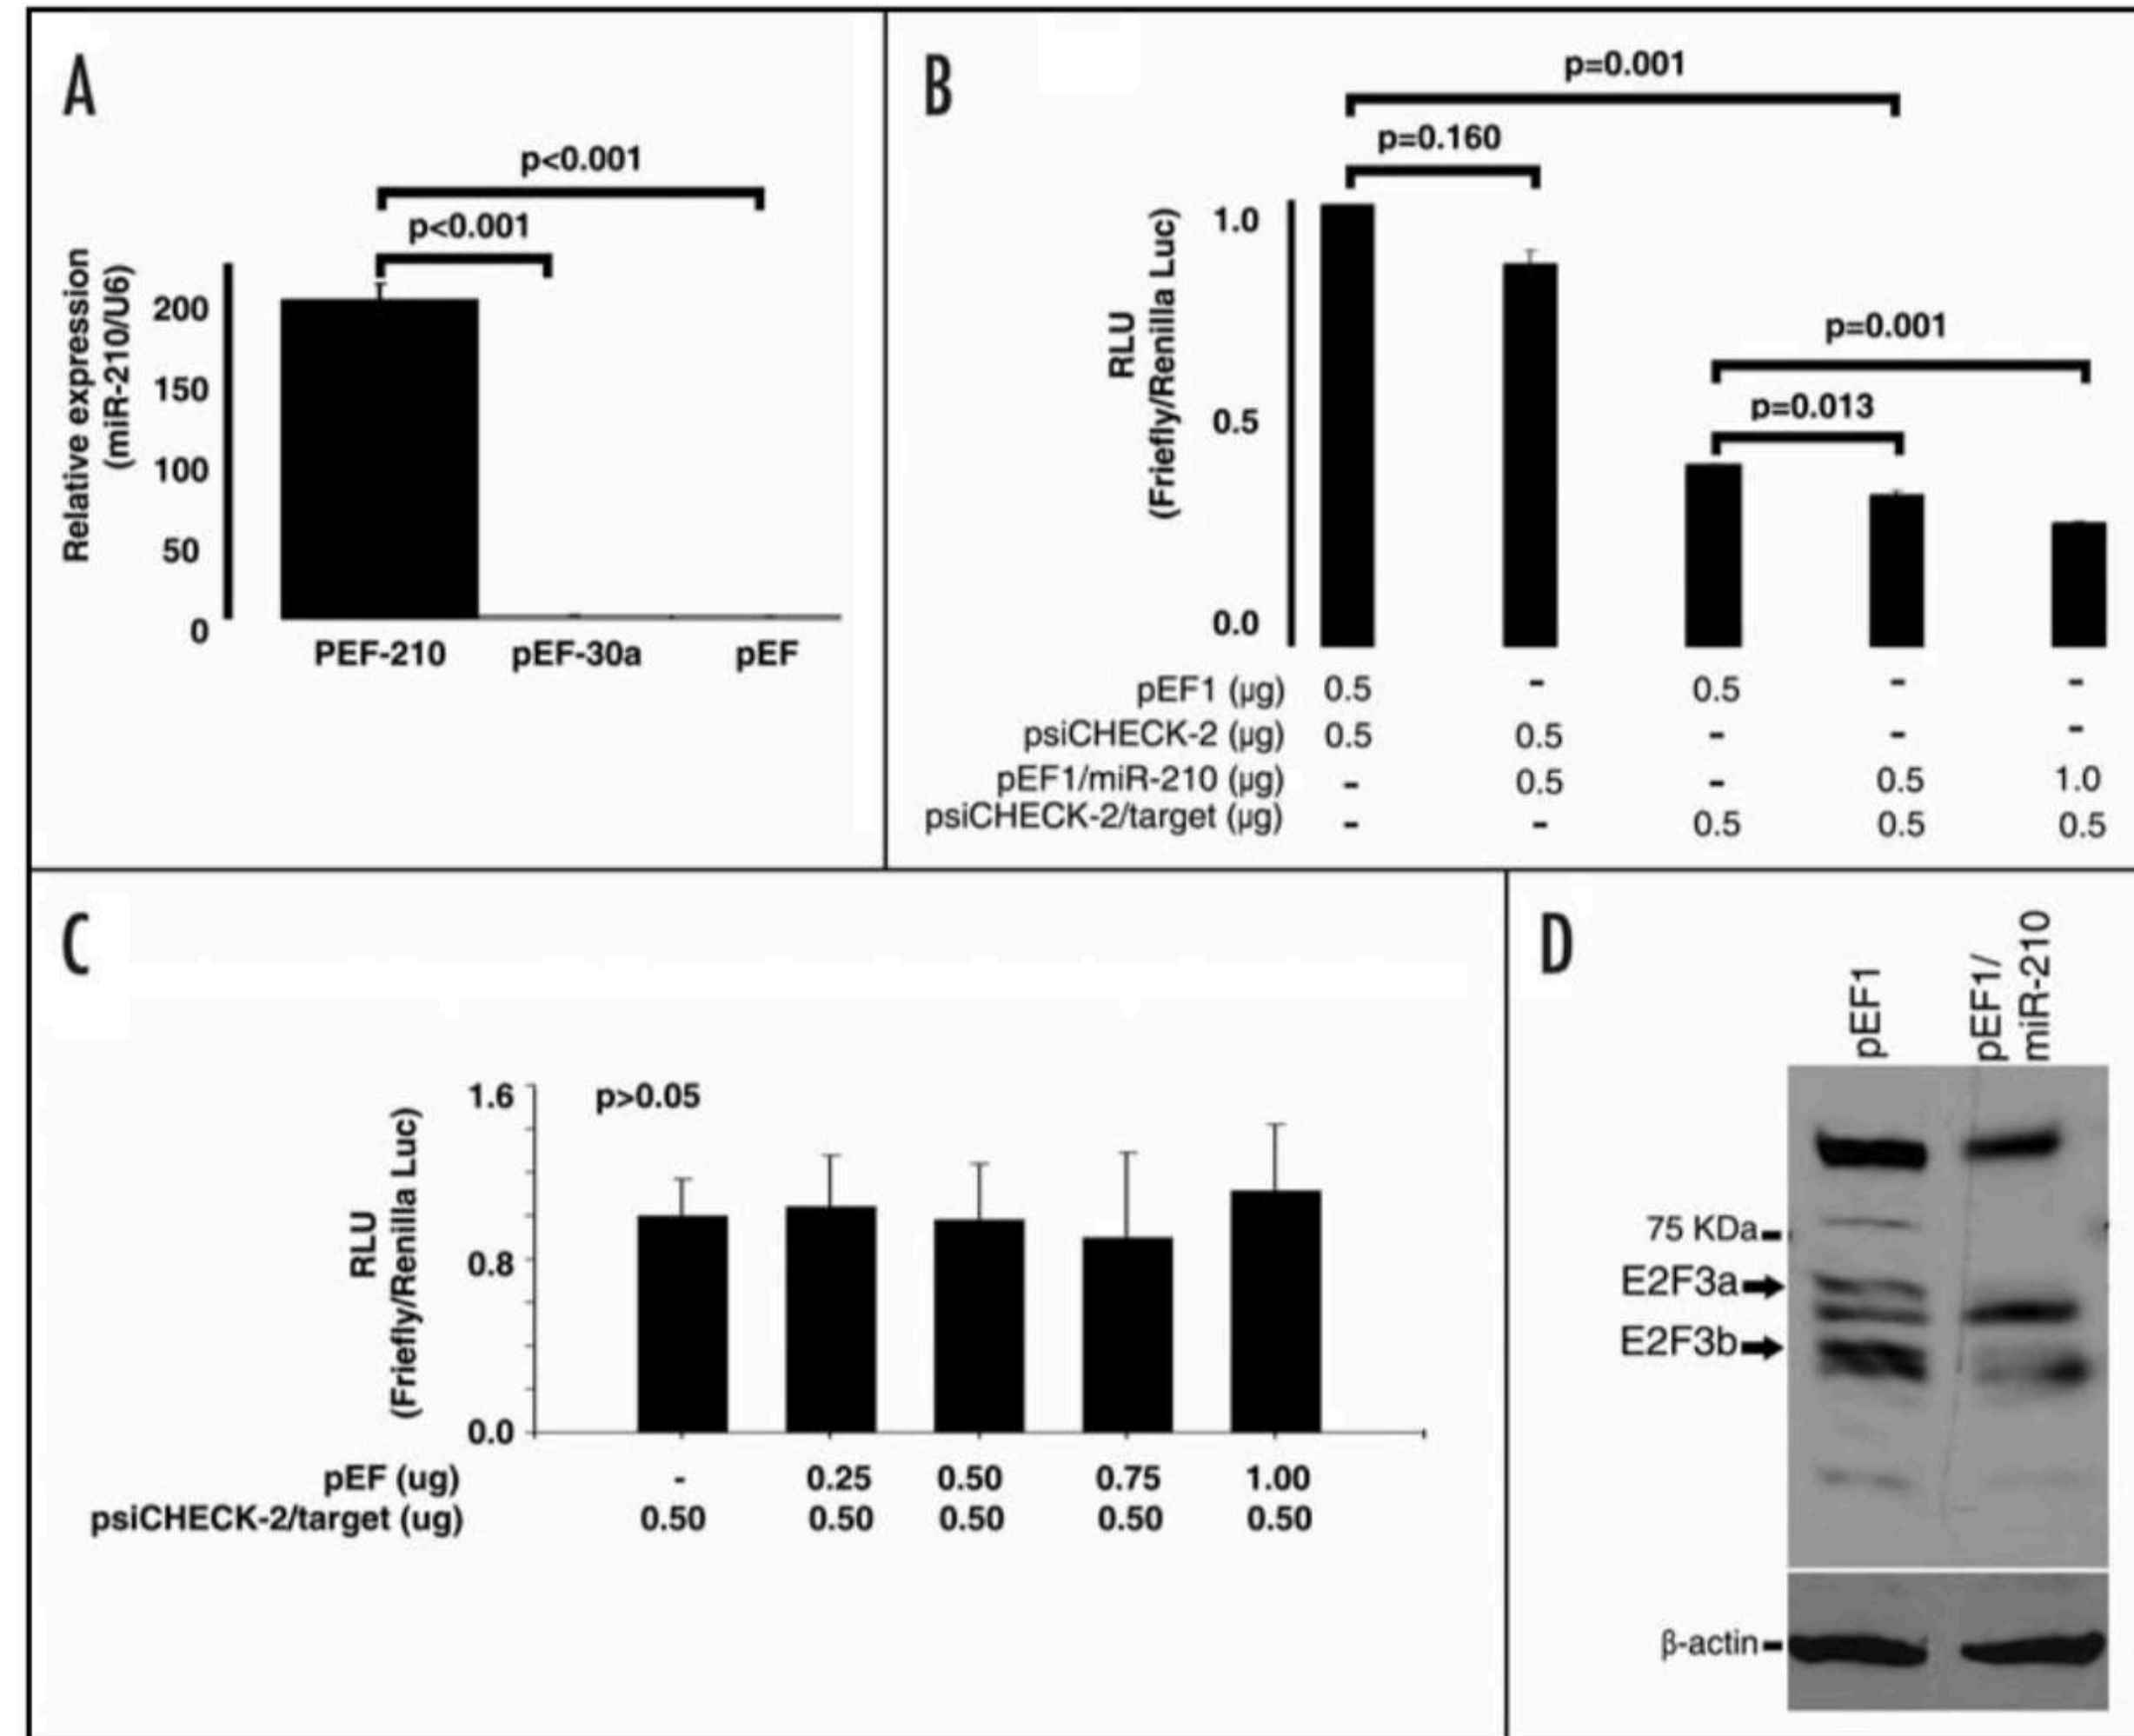 A
p<0.001
p<0.001
Relative expression
(miR-210/U6)
200
150
100
50
0
PEF-210 pEF-30a pEF
B
p=0.001
p=0.160
p=0.001
p=0.013
RLU
(Friefly/Renilla Luc)
1.0
0.5
0.0
pEF1 (µg) 0.5 - 0.5 - -
psiCHECK-2 (µg) 0.5 0.5 - - -
pEF1/miR-210 (µg) - 0.5 - 0.5 1.0
psiCHECK-2/target (µg) - - 0.5 0.5 0.5
C
p>0.05
RLU
(Friefly/Renilla Luc)
1.6
0.8
0.0
pEF (ug) - 0.25 0.50 0.75 1.00
psiCHECK-2/target (ug) 0.50 0.50 0.50 0.50 0.50
D
pEF1
pEF1/
miR-210
75 KDa
E2F3a
E2F3b
β-actin